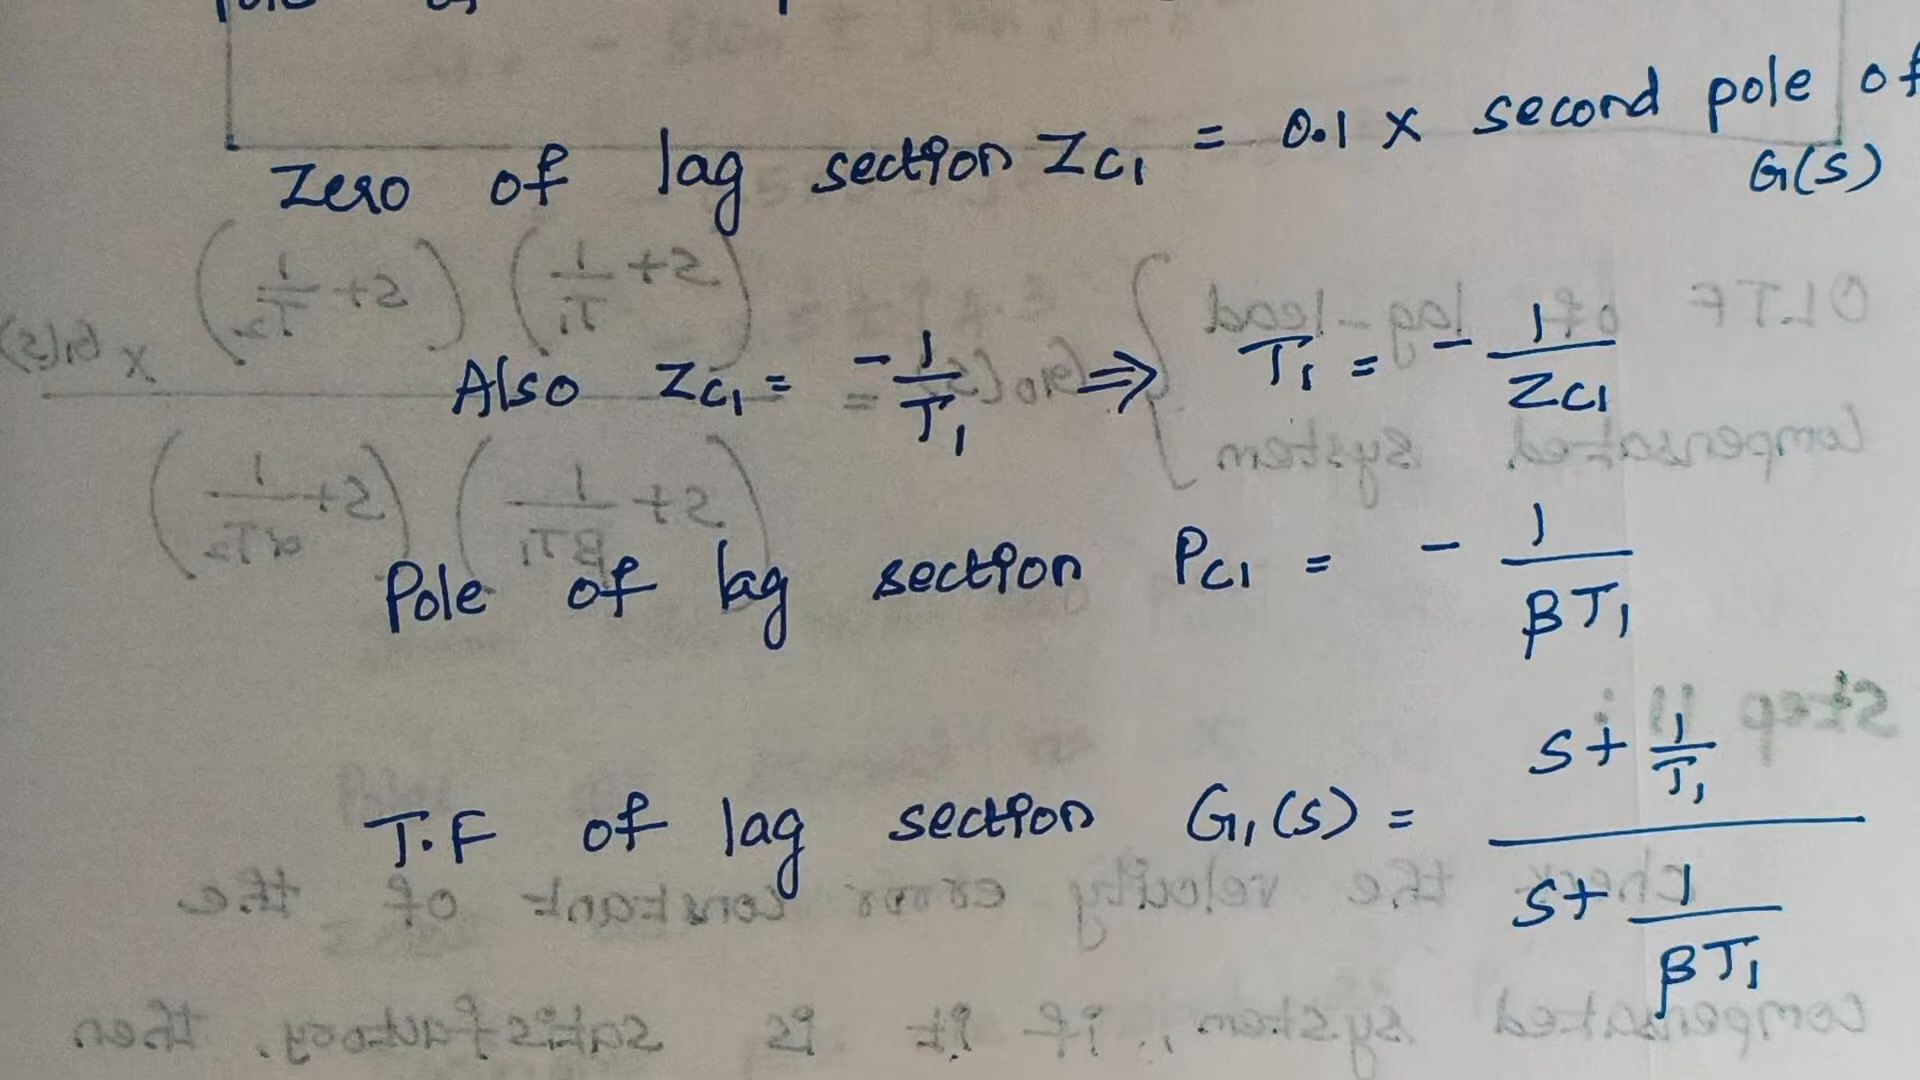 Zero of lag section Zc1 = 0.1 x second pole of
G(s)
Also Zc1 = -1/T1 ⇒ T1 = - 1/Zc1
Pole of lag section Pc1 = - 1/βT1
T.F of lag section G1(s) = (s + 1/T1) / (s + 1/βT1)